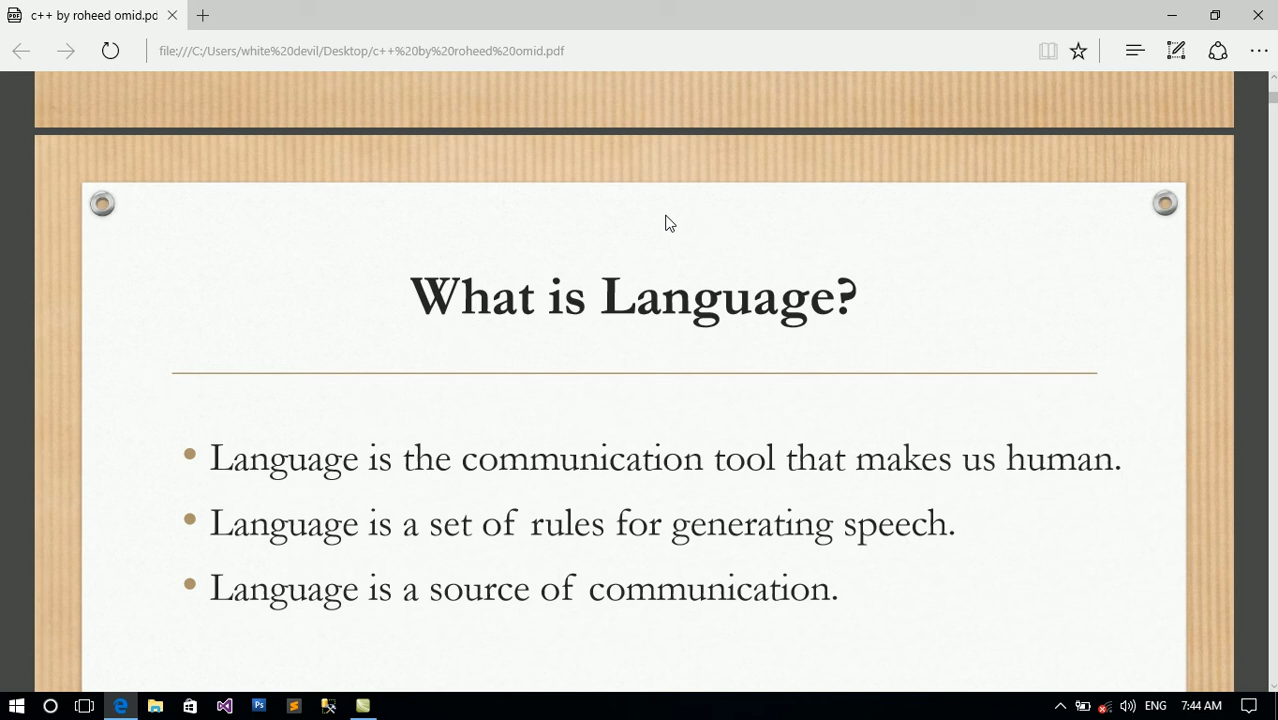 c++ by roheed omid.pd
file:///C:/Users/white%20devil/Desktop/c++%20by%20roheed%20omid.pdf
What is Language?
• Language is the communication tool that makes us human.
• Language is a set of rules for generating speech.
• Language is a source of communication.
ENG
7:44 AM